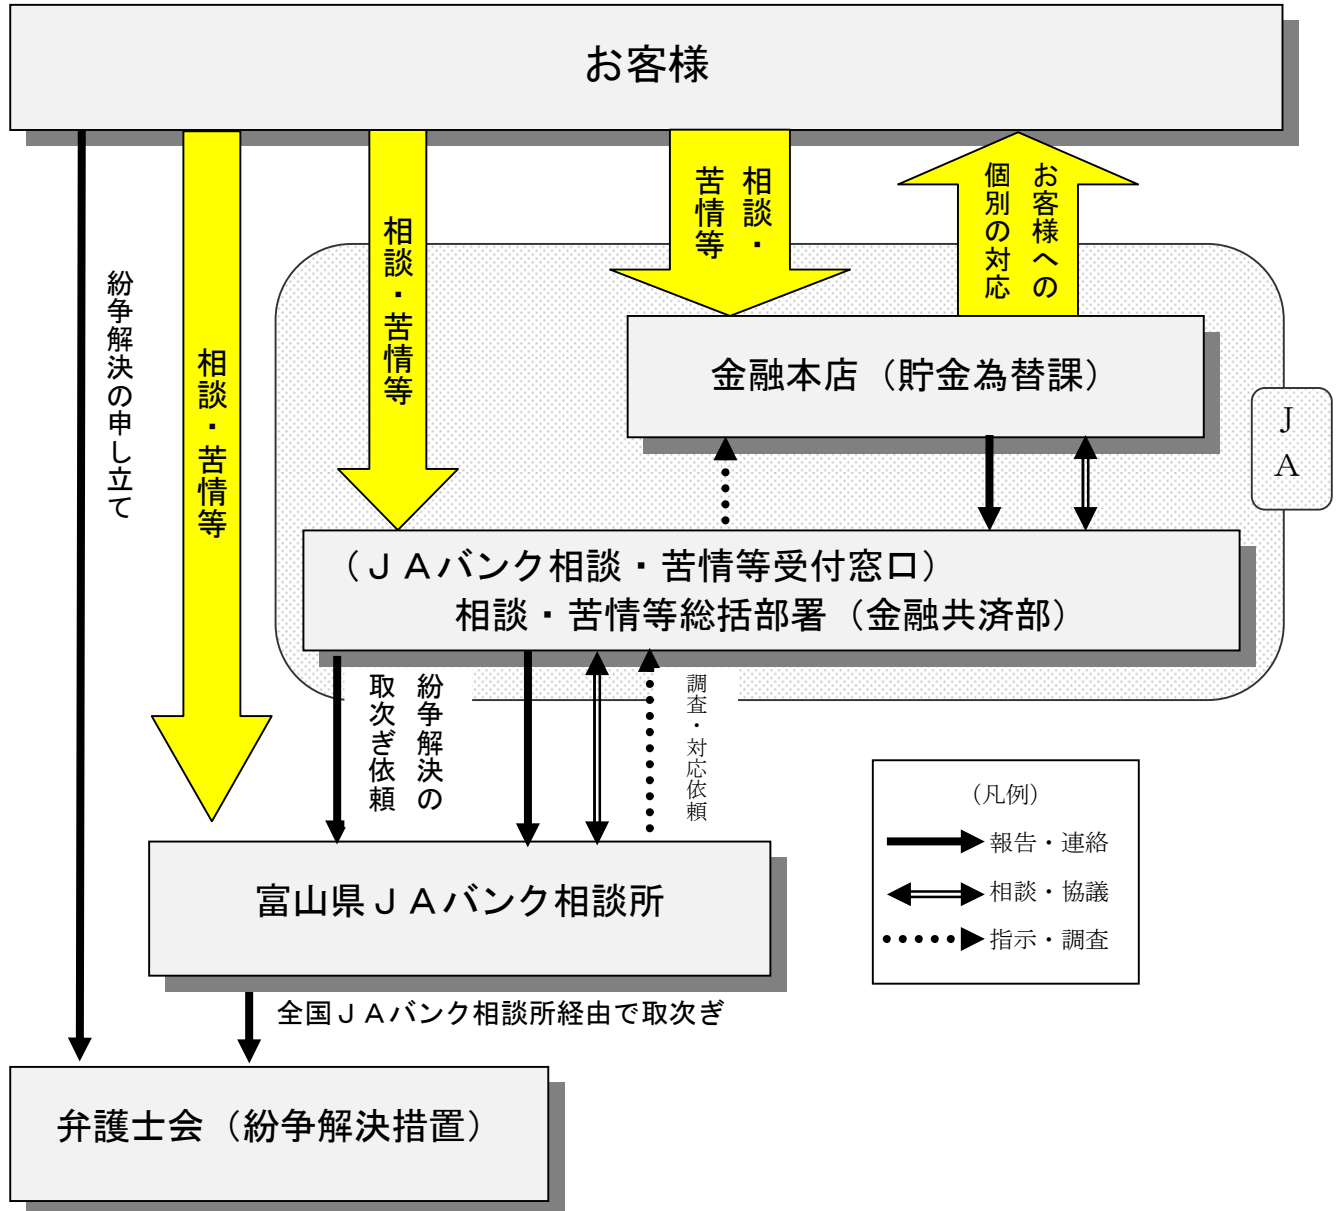 お客様
紛争解決の申し立て
相談・苦情等
相談・苦情等
相談・
苦情等
お客様への
個別の対応
金融本店（貯金為替課）
ＪＡ
（ＪＡバンク相談・苦情等受付窓口）
相談・苦情等総括部署（金融共済部）
紛争解決の
取次ぎ依頼
調査・対応依頼
（凡例）
報告・連絡
相談・協議
指示・調査
富山県ＪＡバンク相談所
全国ＪＡバンク相談所経由で取次ぎ
弁護士会（紛争解決措置）